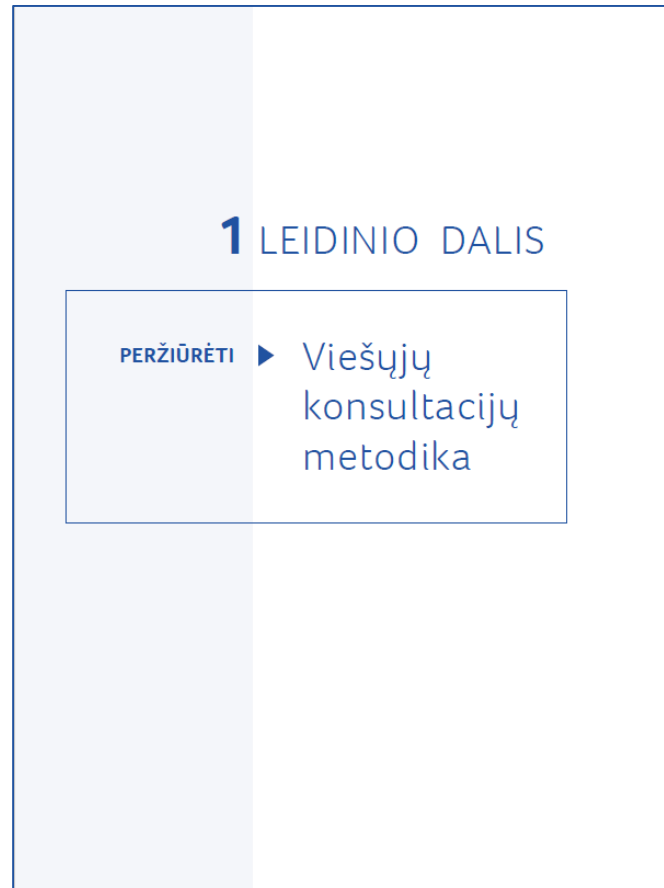 1 LEIDINIO DALIS
PERŽIŪRĖTI ▶ Viešųjų
konsultacijų
metodika